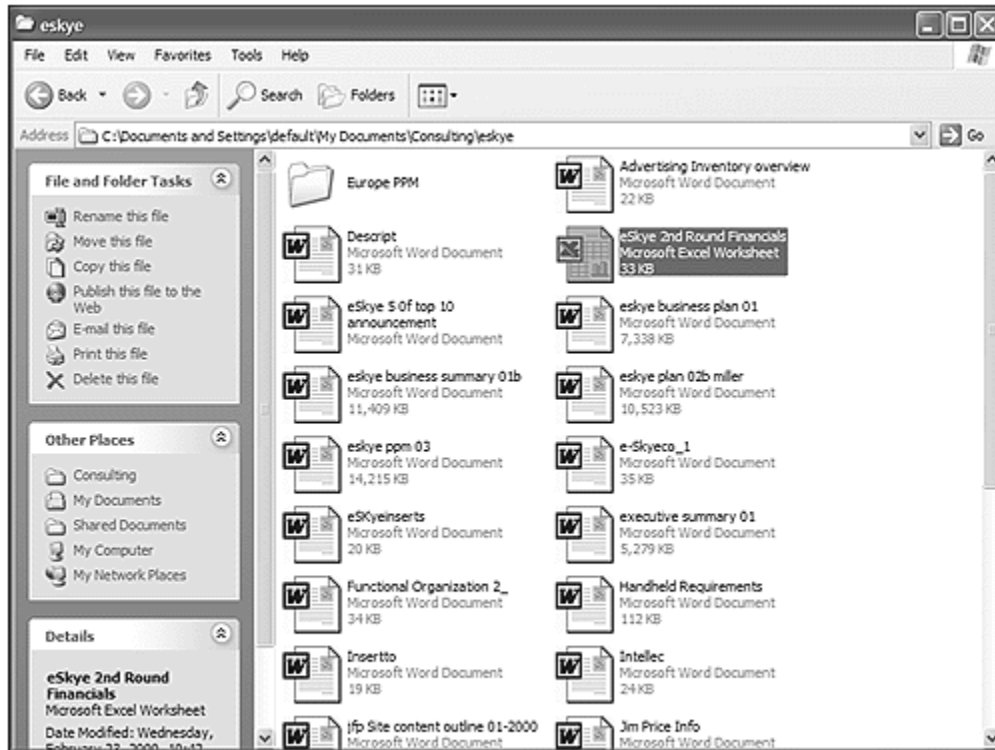 eskye
File Edit View Favorites Tools Help
Back Search Folders
Address C:\Documents and Settings\default\My Documents\Consulting\eskye Go
File and Folder Tasks
Rename this file
Move this file
Copy this file
Publish this file to the
Web
E-mail this file
Print this file
Delete this file
Other Places
Consulting
My Documents
Shared Documents
My Computer
My Network Places
Details
eSkye 2nd Round
Financials
Microsoft Excel Worksheet
Date Modified: Wednesday,
February 23, 2000, 10:42
Europe PPM
Advertising Inventory overview
Microsoft Word Document
22 KB
Descript
Microsoft Word Document
31 KB
eSkye 2nd Round Financials
Microsoft Excel Worksheet
33 KB
eSkye 5 0f top 10
announcement
Microsoft Word Document
eskye business plan 01
Microsoft Word Document
7,338 KB
eskye business summary 01b
Microsoft Word Document
11,409 KB
eskye plan 02b miller
Microsoft Word Document
10,523 KB
eskye ppm 03
Microsoft Word Document
14,215 KB
e-Skyeco_1
Microsoft Word Document
35 KB
eSKyeinserts
Microsoft Word Document
20 KB
executive summary 01
Microsoft Word Document
5,279 KB
Functional Organization 2_
Microsoft Word Document
34 KB
Handheld Requirements
Microsoft Word Document
112 KB
Insertto
Microsoft Word Document
19 KB
Intellec
Microsoft Word Document
24 KB
jfp Site content outline 01-2000
Microsoft Word Document
Jim Price Info
Microsoft Word Document